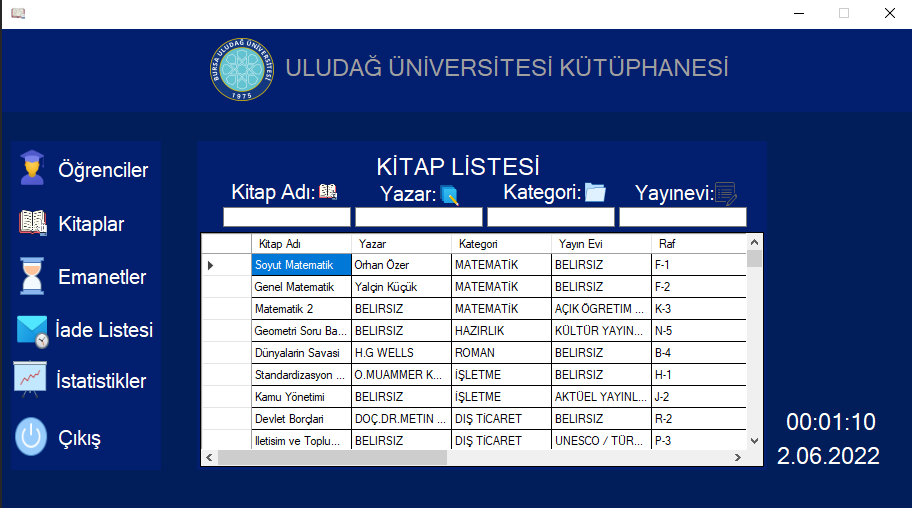 BURSA ULUDAĞ ÜNİVERSİTESİ
1975
ULUDAĞ ÜNİVERSİTESİ KÜTÜPHANESİ
Öğrenciler
Kitaplar
Emanetler
İade Listesi
İstatistikler
Çıkış
KİTAP LİSTESİ
Kitap Adı: Yazar: Kategori: Yayınevi:
Kitap Adı Yazar Kategori Yayın Evi Raf
Soyut Matematik Orhan Özer MATEMATİK BELIRSIZ F-1
Genel Matematik Yalçin Küçük MATEMATİK BELIRSIZ F-2
Matematik 2 BELIRSIZ MATEMATİK AÇIK ÖGRETIM ... K-3
Geometri Soru Ba... BELIRSIZ HAZIRLIK KÜLTÜR YAYIN... N-5
Dünyalarin Savasi H.G WELLS ROMAN BELIRSIZ B-4
Standardizasyon ... O.MUAMMER K... İŞLETME BELIRSIZ H-1
Kamu Yönetimi BELIRSIZ İŞLETME AKTÜEL YAYINL... J-2
Devlet Borçlari DOÇ.DR.METIN ... DIŞ TİCARET BELIRSIZ R-2
Iletisim ve Toplu... BELIRSIZ DIŞ TİCARET UNESCO / TÜR... P-3
00:01:10
2.06.2022